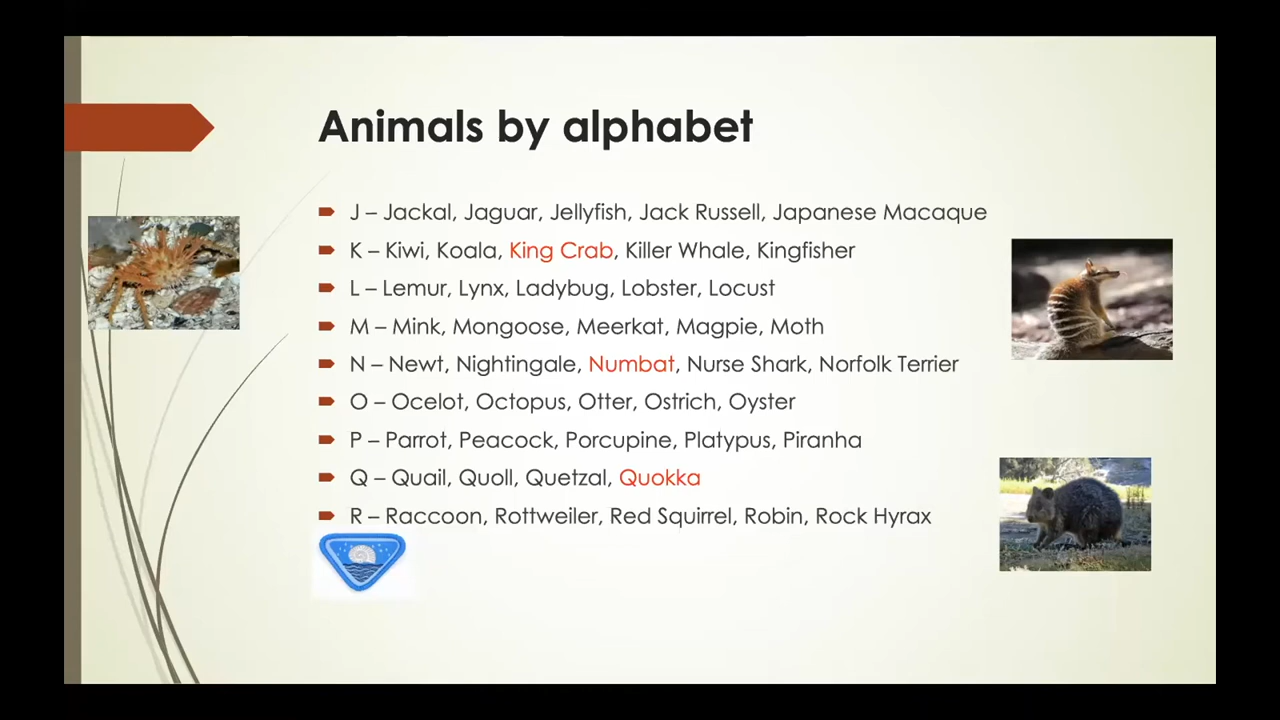 Animals by alphabet
J – Jackal, Jaguar, Jellyfish, Jack Russell, Japanese Macaque
K – Kiwi, Koala, King Crab, Killer Whale, Kingfisher
L – Lemur, Lynx, Ladybug, Lobster, Locust
M – Mink, Mongoose, Meerkat, Magpie, Moth
N – Newt, Nightingale, Numbat, Nurse Shark, Norfolk Terrier
O – Ocelot, Octopus, Otter, Ostrich, Oyster
P – Parrot, Peacock, Porcupine, Platypus, Piranha
Q – Quail, Quoll, Quetzal, Quokka
R – Raccoon, Rottweiler, Red Squirrel, Robin, Rock Hyrax